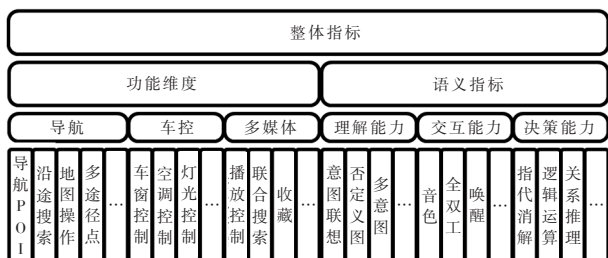 整体指标
功能维度
语义指标
导航
车控
多媒体
理解能力
交互能力
决策能力
导航POI
沿途搜索
地图操作
多途径点
…
车窗控制
空调控制
灯光控制
…
播放控制
联合搜索
收藏
…
意图联想
否定义图
多意图
…
音色
全双工
唤醒
…
指代消解
逻辑运算
关系推理
…